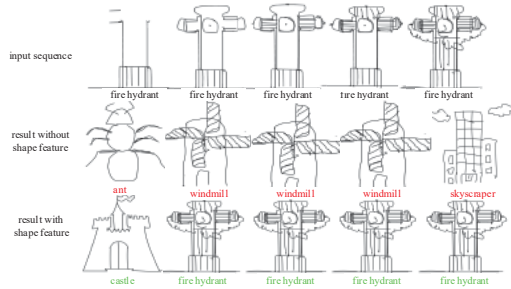 input sequence
fire hydrant fire hydrant fire hydrant fire hydrant fire hydrant
result without
shape feature
ant windmill windmill windmill skyscraper
result with
shape feature
castle fire hydrant fire hydrant fire hydrant fire hydrant